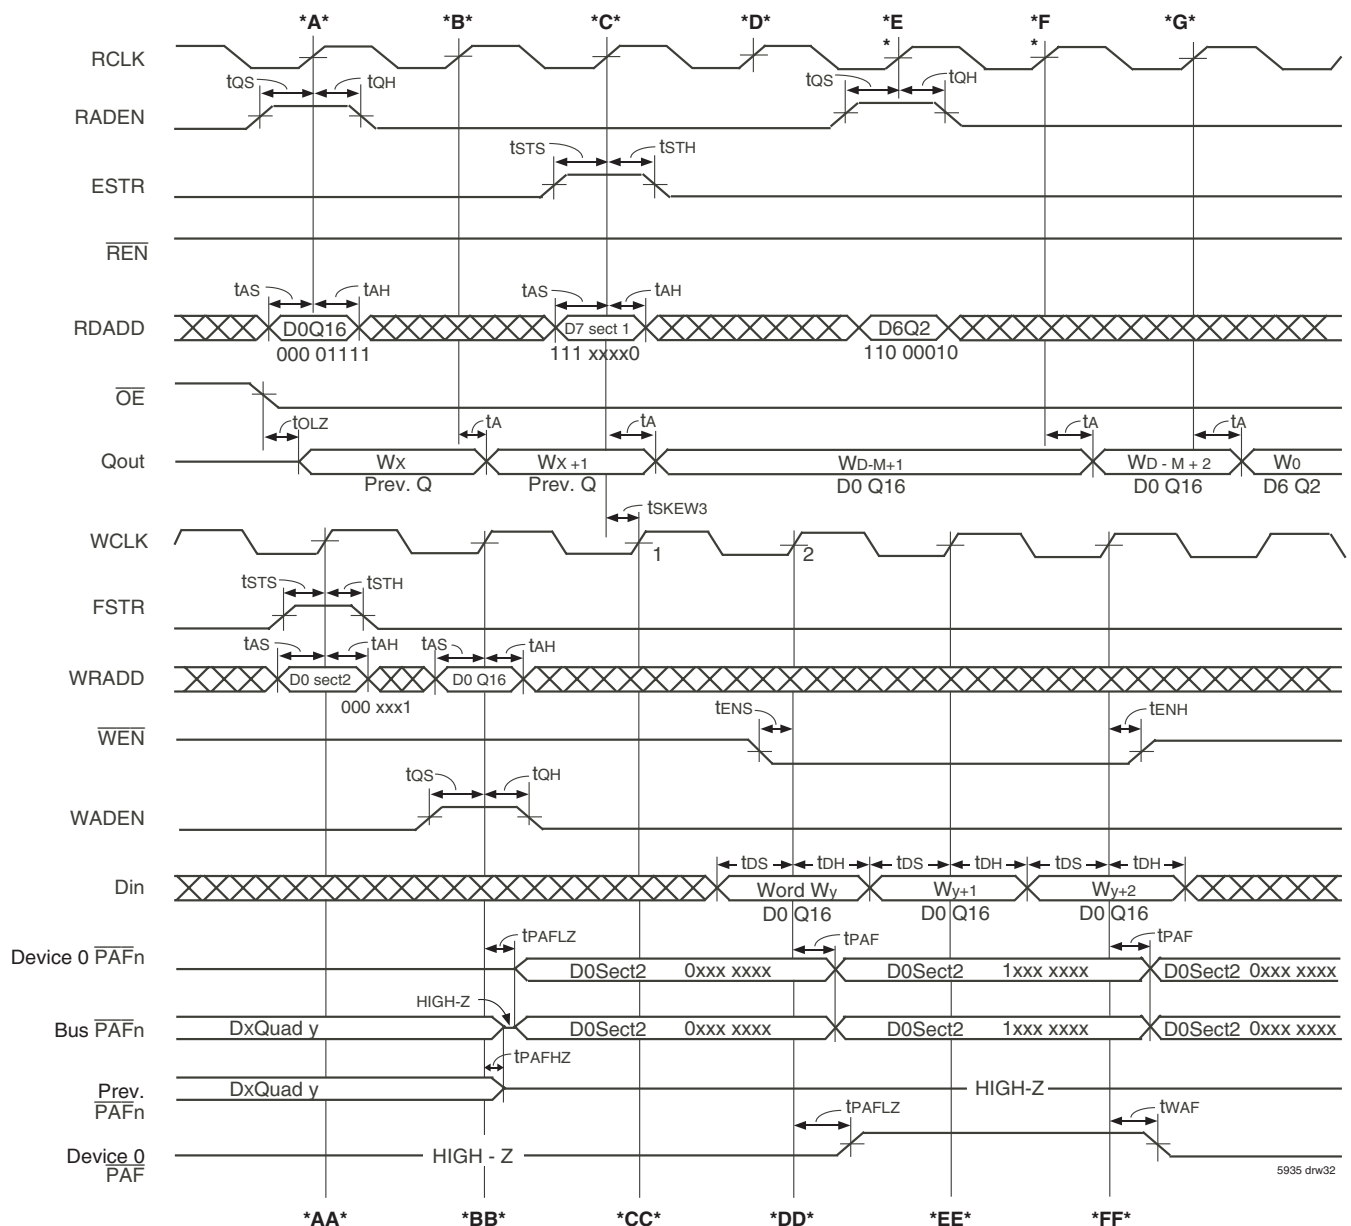 *A* *B* *C* *D* *E *F *G*
* *
RCLK
tQS tQH tQS tQH
RADEN
tSTS tSTH
ESTR
REN
tAS tAH tAS tAH
RDADD D0Q16 D7 sect 1 D6Q2
000 01111 111 xxxx0 110 00010
OE
tOLZ tA tA tA tA
Qout WX WX +1 WD-M+1 WD - M + 2 W0
Prev. Q Prev. Q D0 Q16 D0 Q16 D6 Q2
tSKEW3
WCLK 1 2
tSTS tSTH
FSTR
tAS tAH tAS tAH
WRADD D0 sect2 D0 Q16
000 xxx1
tENS tENH
WEN
tQS tQH
WADEN
tDS tDH tDS tDH tDS tDH
Din Word Wy Wy+1 Wy+2
D0 Q16 D0 Q16 D0 Q16
tPAFLZ tPAF tPAF
Device 0 PAFn D0Sect2 0xxx xxxx D0Sect2 1xxx xxxx D0Sect2 0xxx xxxx
HIGH-Z
Bus PAFn DxQuad y D0Sect2 0xxx xxxx D0Sect2 1xxx xxxx D0Sect2 0xxx xxxx
tPAFHZ
Prev. DxQuad y HIGH-Z
PAFn
tPAFLZ tWAF
Device 0 HIGH - Z
PAF
5935 drw32
*AA* *BB* *CC* *DD* *EE* *FF*